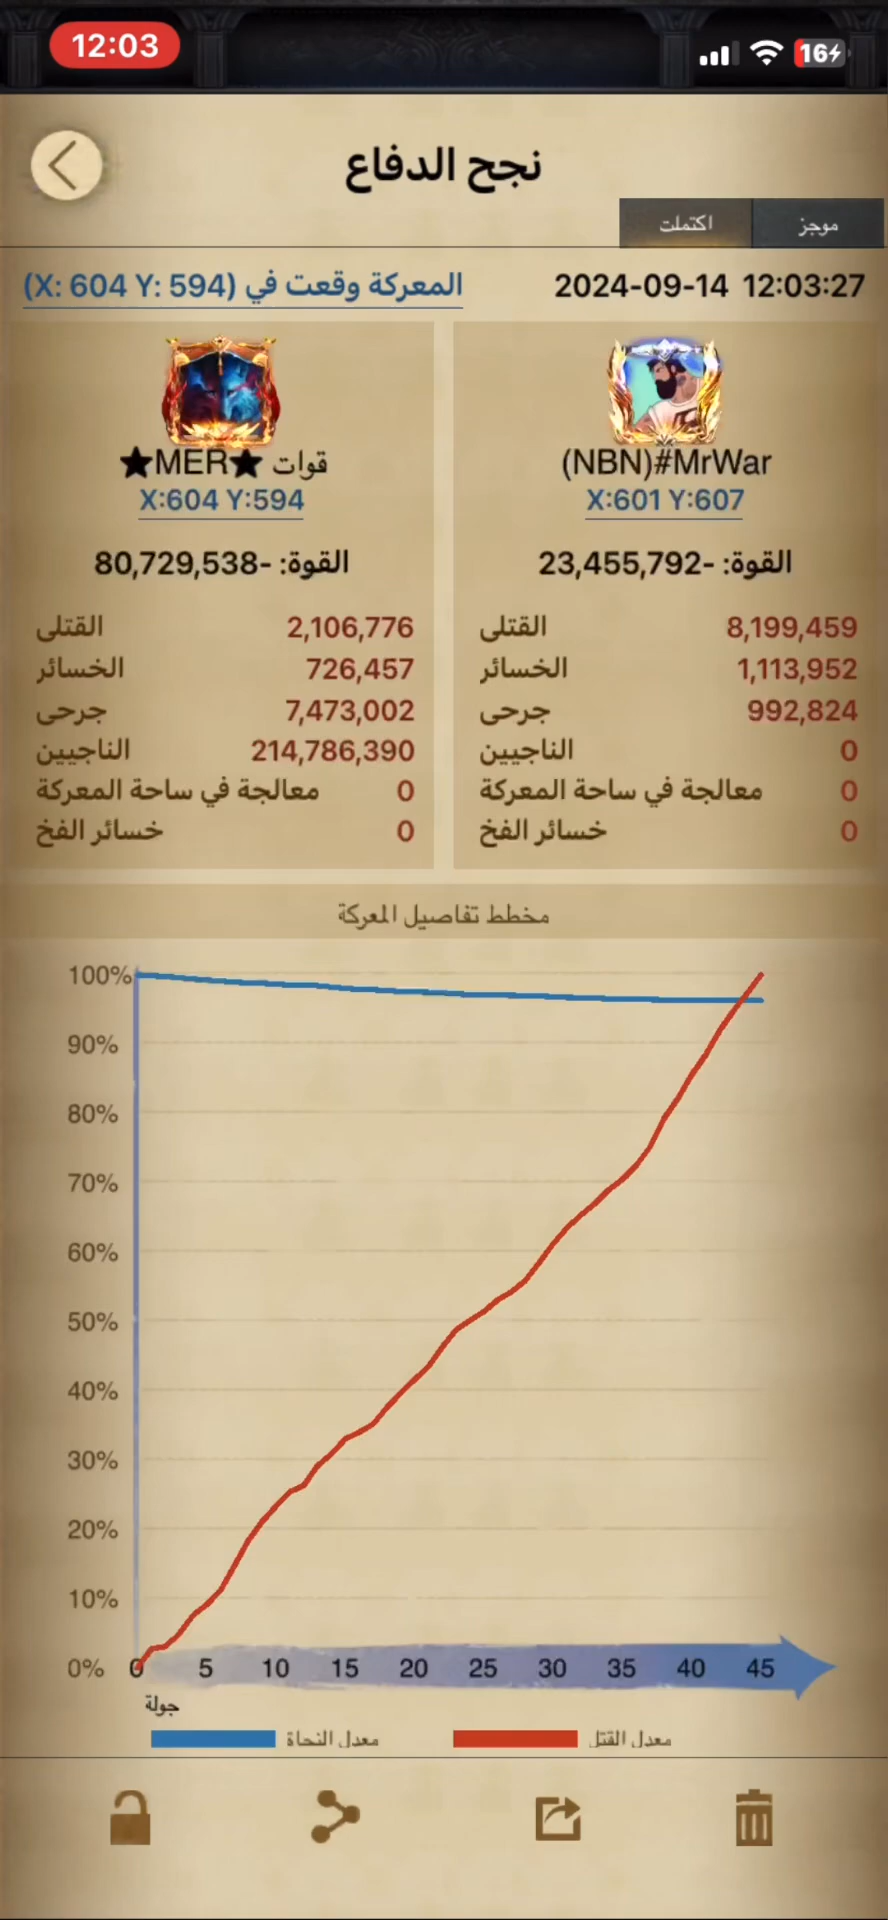 12:03
16
نجح الدفاع
موجز
اكتملت
2024-09-14 12:03:27
المعركة وقعت في (X: 604 Y: 594)
قوات ★MER★
X:604 Y:594
القوة: -80,729,538
القتلى 2,106,776
الخسائر 726,457
جرحى 7,473,002
الناجيين 214,786,390
معالجة في ساحة المعركة 0
خسائر الفخ 0
(NBN)#MrWar
X:601 Y:607
القوة: -23,455,792
القتلى 8,199,459
الخسائر 1,113,952
جرحى 992,824
الناجيين 0
معالجة في ساحة المعركة 0
خسائر الفخ 0
مخطط تفاصيل المعركة
100%
90%
80%
70%
60%
50%
40%
30%
20%
10%
0%
0 5 10 15 20 25 30 35 40 45
جولة
معدل النجاة
معدل القتل